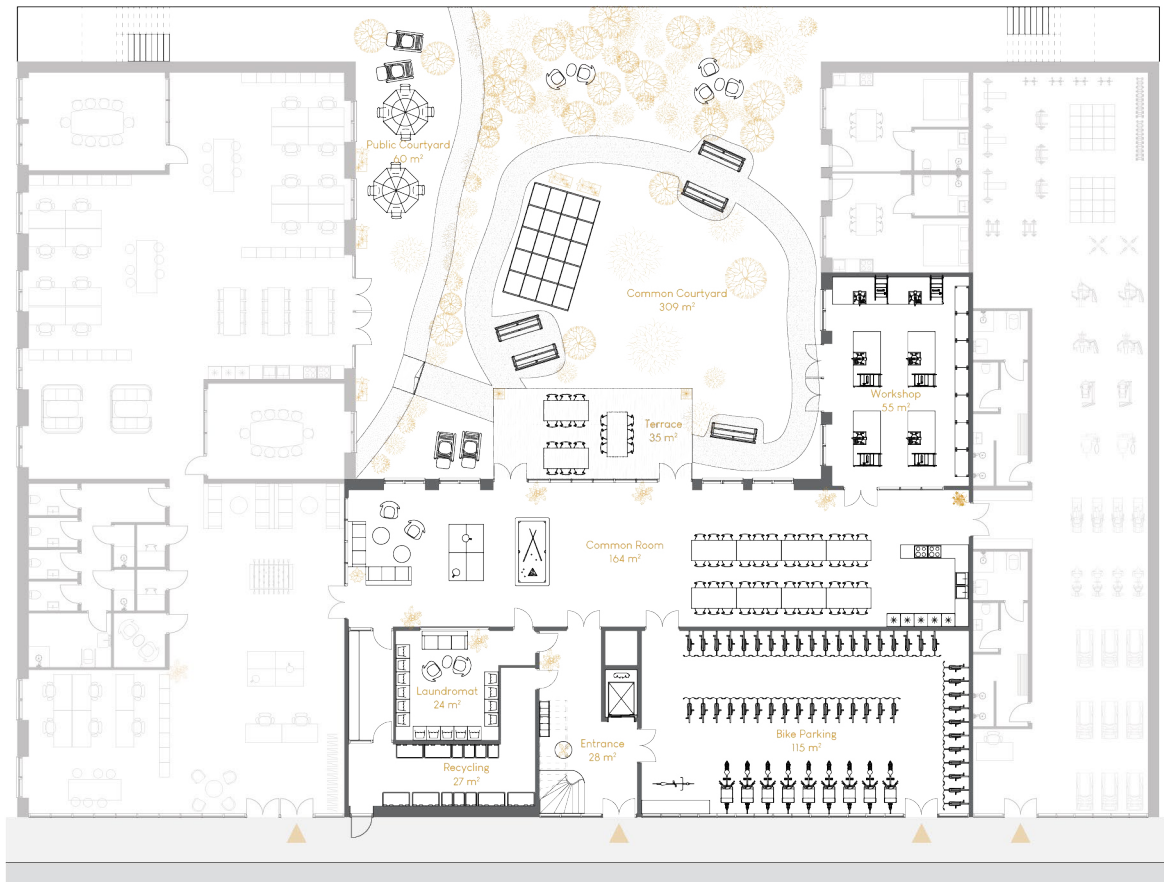 Public Courtyard
60 m²
Common Courtyard
309 m²
Workshop
55 m²
Terrace
35 m²
Common Room
164 m²
Laundromat
24 m²
Entrance
28 m²
Bike Parking
115 m²
Recycling
27 m²